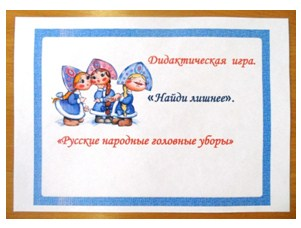 Дидактическая игра.
«Найди лишнее».
«Русские народные головные уборы»